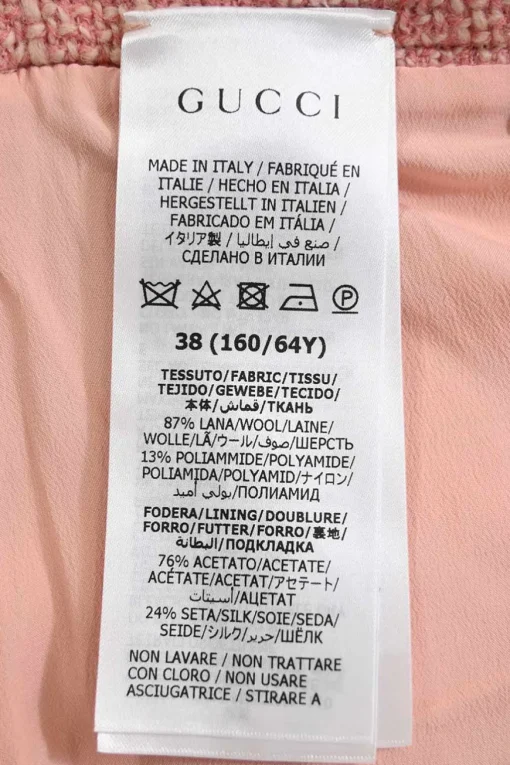 GUCCI
MADE IN ITALY / FABRIQUÉ EN
ITALIE / HECHO EN ITALIA /
HERGESTELLT IN ITALIEN /
FABRICADO EM ITÁLIA /
イタリア製 / صنع في إيطاليا /
СДЕЛАНО В ИТАЛИИ
P
38 (160/64Y)
TESSUTO/FABRIC/TISSU/
TEJIDO/GEWEBE/TECIDO/
本体/قماش/ТКАНЬ
87% LANA/WOOL/LAINE/
WOLLE/LÃ/ウール/صوف/ШЕРСТЬ
13% POLIAMMIDE/POLYAMIDE/
POLIAMIDA/POLYAMID/ナイロン/
بولي أميد/ПОЛИАМИД
FODERA/LINING/DOUBLURE/
FORRO/FUTTER/FORRO/裏地/
البطانة/ПОДКЛАДКА
76% ACETATO/ACETATE/
ACÉTATE/ACETAT/アセテート/
أسيتات/АЦЕТАТ
24% SETA/SILK/SOIE/SEDA/
SEIDE/シルク/حرير/ШЁЛК
NON LAVARE / NON TRATTARE
CON CLORO / NON USARE
ASCIUGATRICE / STIRARE A